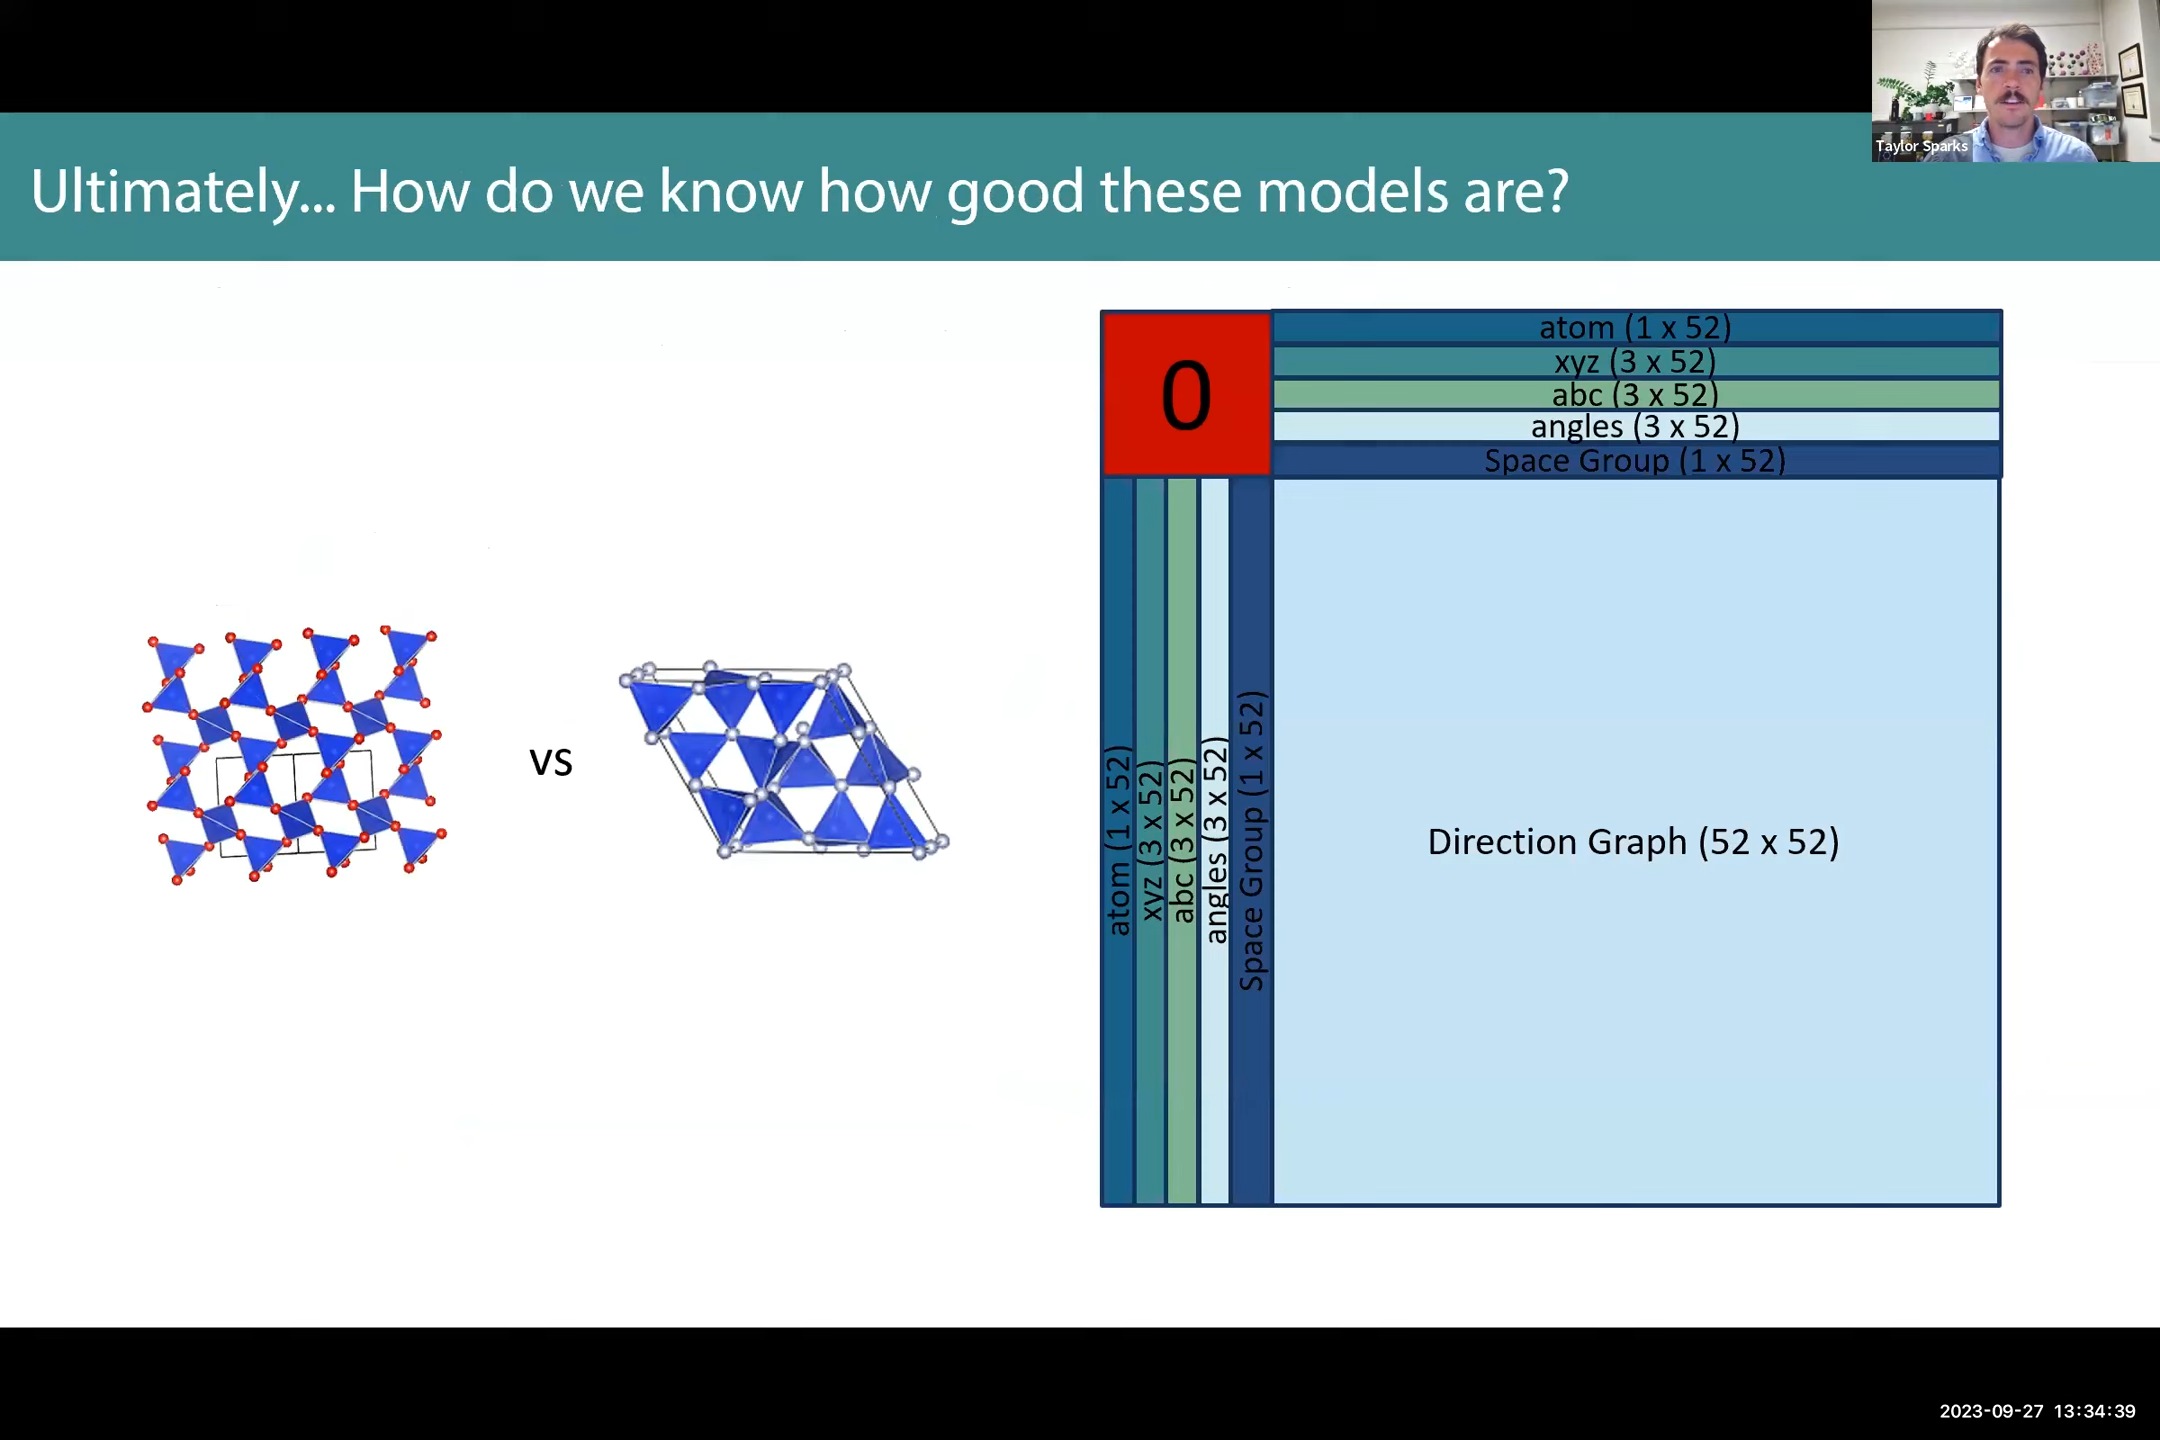 Taylor Sparks
Ultimately... How do we know how good these models are?
0
atom (1 x 52)
xyz (3 x 52)
abc (3 x 52)
angles (3 x 52)
Space Group (1 x 52)
vs
atom (1 x 52)
xyz (3 x 52)
abc (3 x 52)
angles (3 x 52)
Space Group (1 x 52)
Direction Graph (52 x 52)
2023-09-27 13:34:39